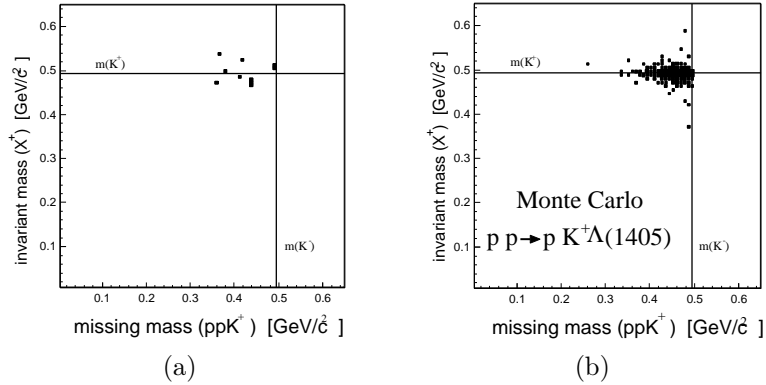 0.6
0.5
0.4
0.3
0.2
0.1
m(K+)
m(K-)
invariant mass (X+) [GeV/c2]
0.1 0.2 0.3 0.4 0.5 0.6
missing mass (ppK+) [GeV/c2]
(a)
0.6
0.5
0.4
0.3
0.2
0.1
m(K+)
Monte Carlo
p p → p K+Λ(1405)
m(K-)
invariant mass (X+) [GeV/c2]
0.1 0.2 0.3 0.4 0.5 0.6
missing mass (ppK+) [GeV/c2]
(b)